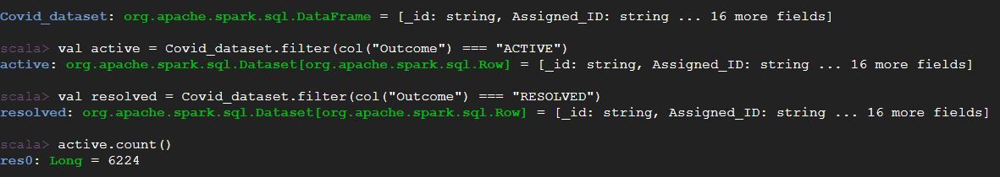 Covid_dataset: org.apache.spark.sql.DataFrame = [_id: string, Assigned_ID: string ... 16 more fields]
scala> val active = Covid_dataset.filter(col("Outcome") === "ACTIVE")
active: org.apache.spark.sql.Dataset[org.apache.spark.sql.Row] = [_id: string, Assigned_ID: string ... 16 more fields]
scala> val resolved = Covid_dataset.filter(col("Outcome") === "RESOLVED")
resolved: org.apache.spark.sql.Dataset[org.apache.spark.sql.Row] = [_id: string, Assigned_ID: string ... 16 more fields]
scala> active.count()
res0: Long = 6224